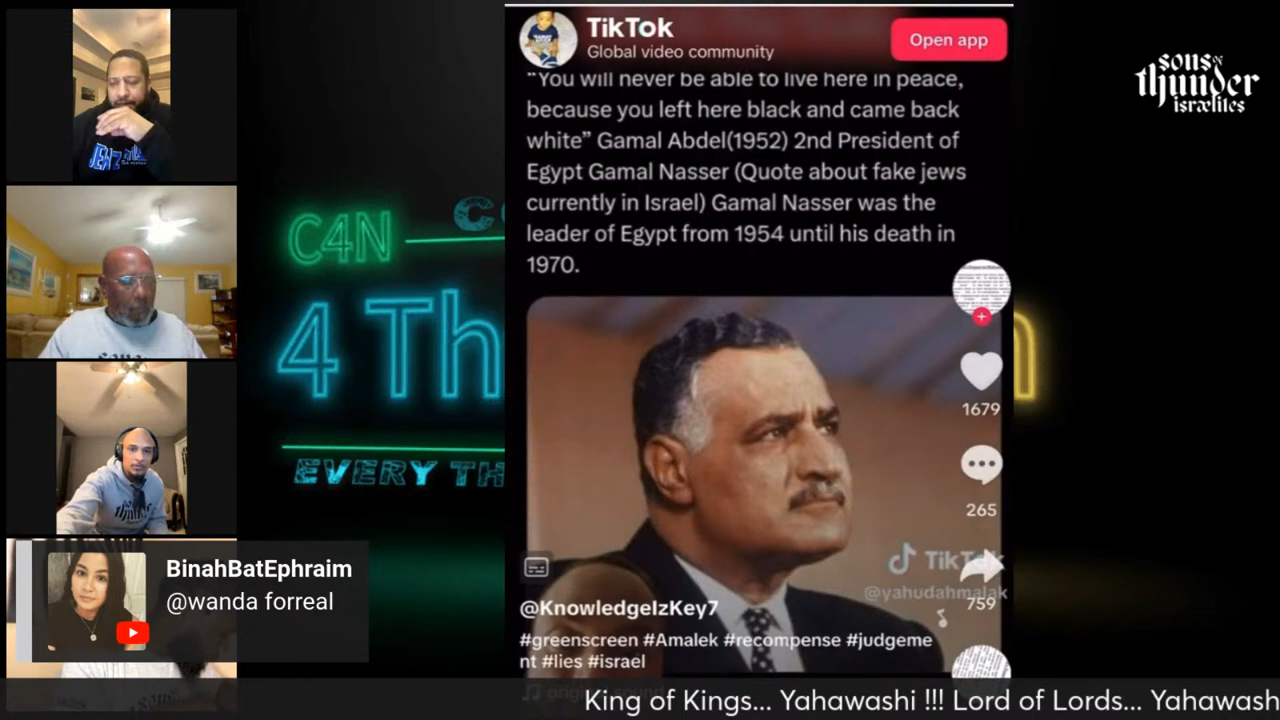 TikTok
Global video community
Open app
"You will never be able to live here in peace,
because you left here black and came back
white" Gamal Abdel(1952) 2nd President of
Egypt Gamal Nasser (Quote about fake jews
currently in Israel) Gamal Nasser was the
leader of Egypt from 1954 until his death in
1970.
sons of
thunder
israelites
C4N
4 Th
EVERY TH
1679
265
TikTok
@yahudahmalak
759
@KnowledgeIzKey7
#greenscreen #Amalek #recompense #judgeme
nt #lies #israel
BinahBatEphraim
@wanda forreal
King of Kings... Yahawashi !!! Lord of Lords... Yahawash